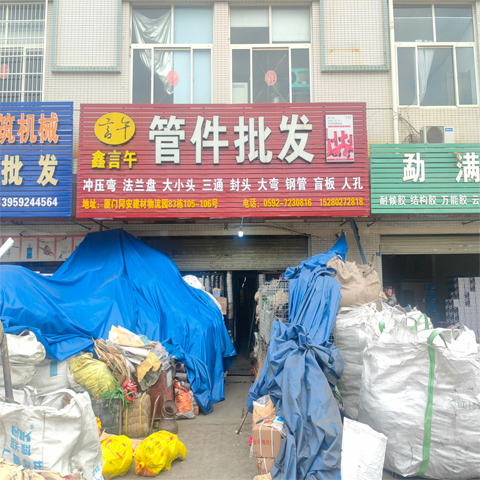 筑机械
批发
3959244564
言午
鑫言午
管件批发
冲压弯 法兰盘 大小头 三通 封头 大弯 钢管 盲板 人孔
地址：厦门同安建材物流园83栋105-106号 电话：0592-7230816 15280272818
勐 满
耐候胶 结构胶 万能胶 云